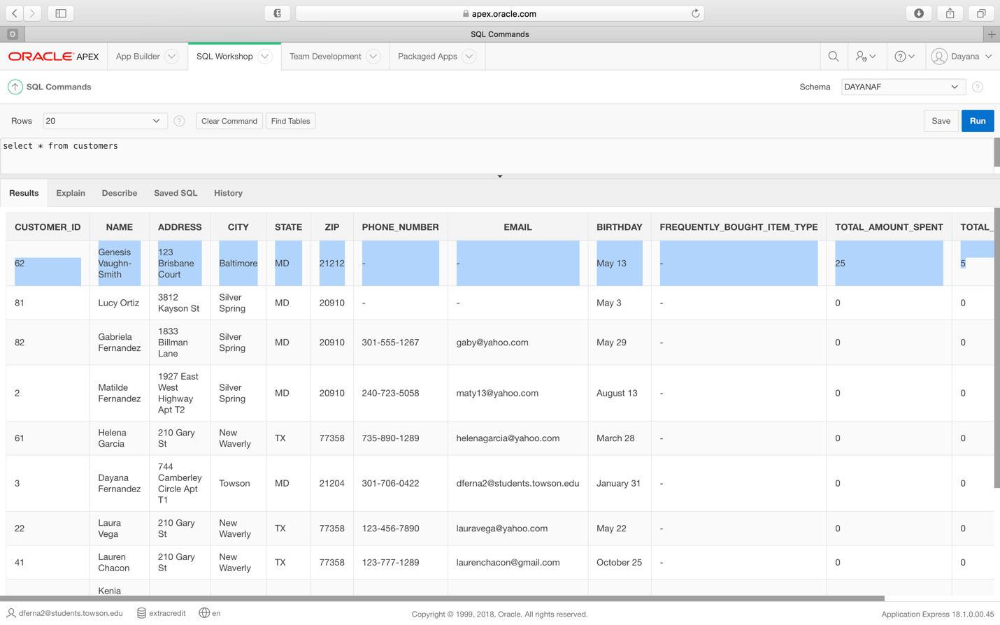 apex.oracle.com
O SQL Commands
ORACLE APEX App Builder SQL Workshop Team Development Packaged Apps ? Dayana
SQL Commands Schema DAYANAF ?
Rows 20 ? Clear Command Find Tables Save Run
select * from customers
Results Explain Describe Saved SQL History
CUSTOMER_ID NAME ADDRESS CITY STATE ZIP PHONE_NUMBER EMAIL BIRTHDAY FREQUENTLY_BOUGHT_ITEM_TYPE TOTAL_AMOUNT_SPENT TOTAL_
62 Genesis Vaughn-Smith 123 Brisbane Court Baltimore MD 21212 - - May 13 - 25 5
81 Lucy Ortiz 3812 Kayson St Silver Spring MD 20910 - - May 3 - 0 0
82 Gabriela Fernandez 1833 Billman Lane Silver Spring MD 20910 301-555-1267 gaby@yahoo.com May 29 - 0 0
2 Matilde Fernandez 1927 East West Highway Apt T2 Silver Spring MD 20910 240-723-5058 maty13@yahoo.com August 13 - 0 0
61 Helena Garcia 210 Gary St New Waverly TX 77358 735-890-1289 helenagarcia@yahoo.com March 28 - 0 0
3 Dayana Fernandez 744 Camberley Circle Apt T1 Towson MD 21204 301-706-0422 dferna2@students.towson.edu January 31 - 0 0
22 Laura Vega 210 Gary St New Waverly TX 77358 123-456-7890 lauravega@yahoo.com May 22 - 0 0
41 Lauren Chacon 210 Gary St New Waverly TX 77358 123-777-1289 laurenchacon@gmail.com October 25 - 0 0
Kenia
dferna2@students.towson.edu extracredit en Copyright © 1999, 2018, Oracle. All rights reserved. Application Express 18.1.0.00.45